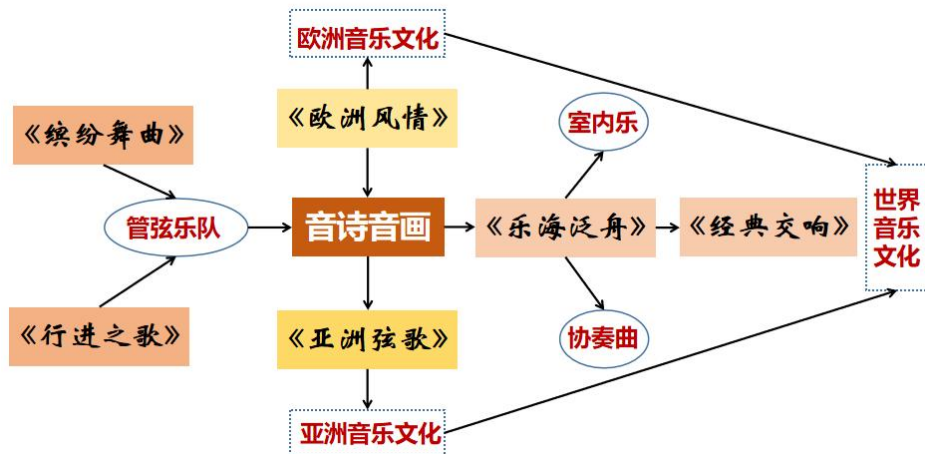 欧洲音乐文化
《欧洲风情》
室内乐
《缤纷舞曲》
管弦乐队
音诗音画
《乐海泛舟》
《经典交响》
世界
音乐
文化
《行进之歌》
《亚洲弦歌》
协奏曲
亚洲音乐文化